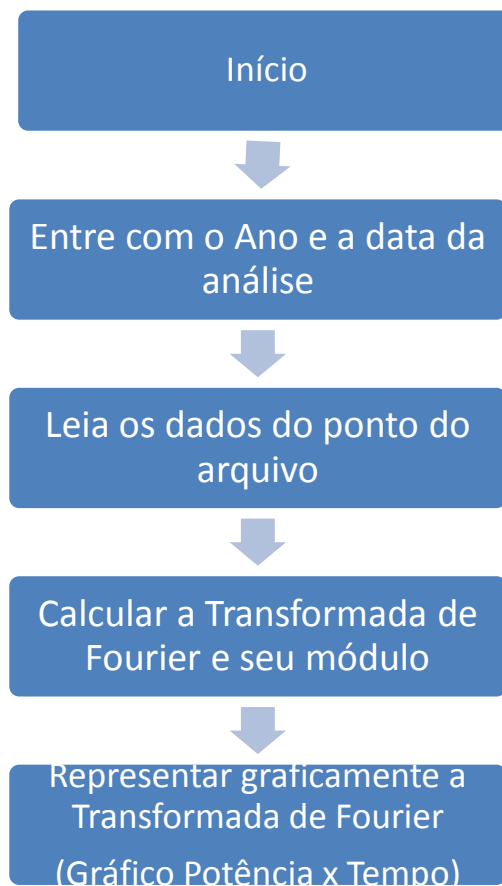 Início
Entre com o Ano e a data da
análise
Leia os dados do ponto do
arquivo
Calcular a Transformada de
Fourier e seu módulo
Representar graficamente a
Transformada de Fourier
(Gráfico Potência x Tempo)